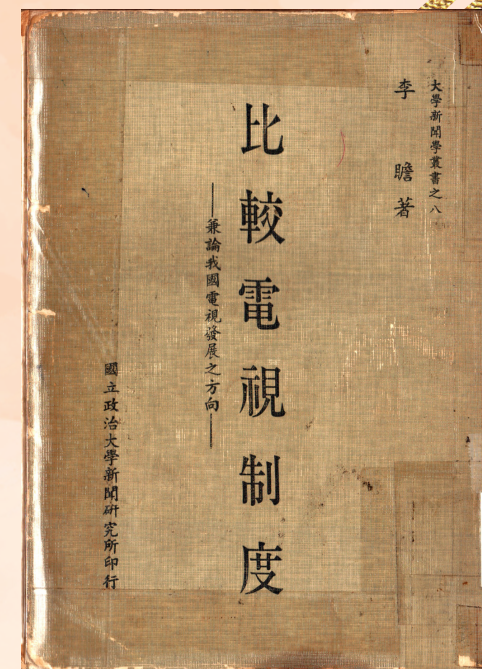 大學新聞學叢書之八
李瞻著
比較電視制度
——兼論我國電視發展之方向——
國立政治大學新聞研究所印行